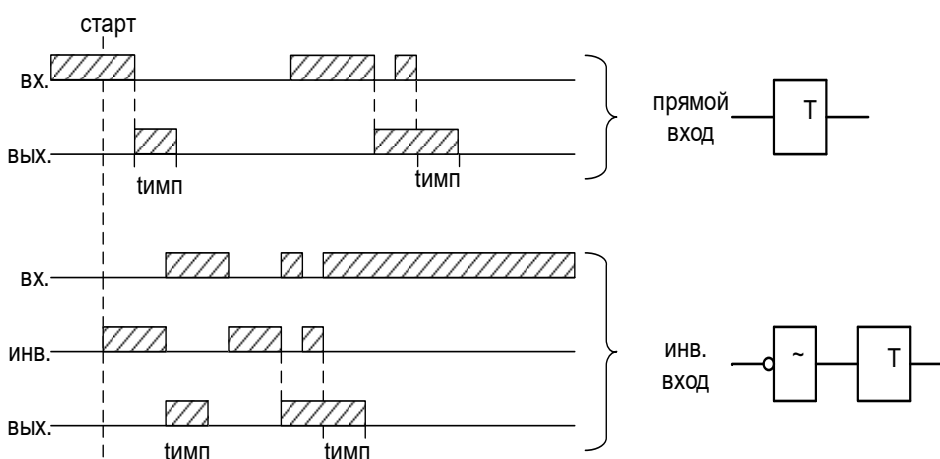 старт
вх.
вых.
tимп
tимп
прямой
вход
T
вх.
инв.
вых.
tимп
tимп
инв.
вход
~
T